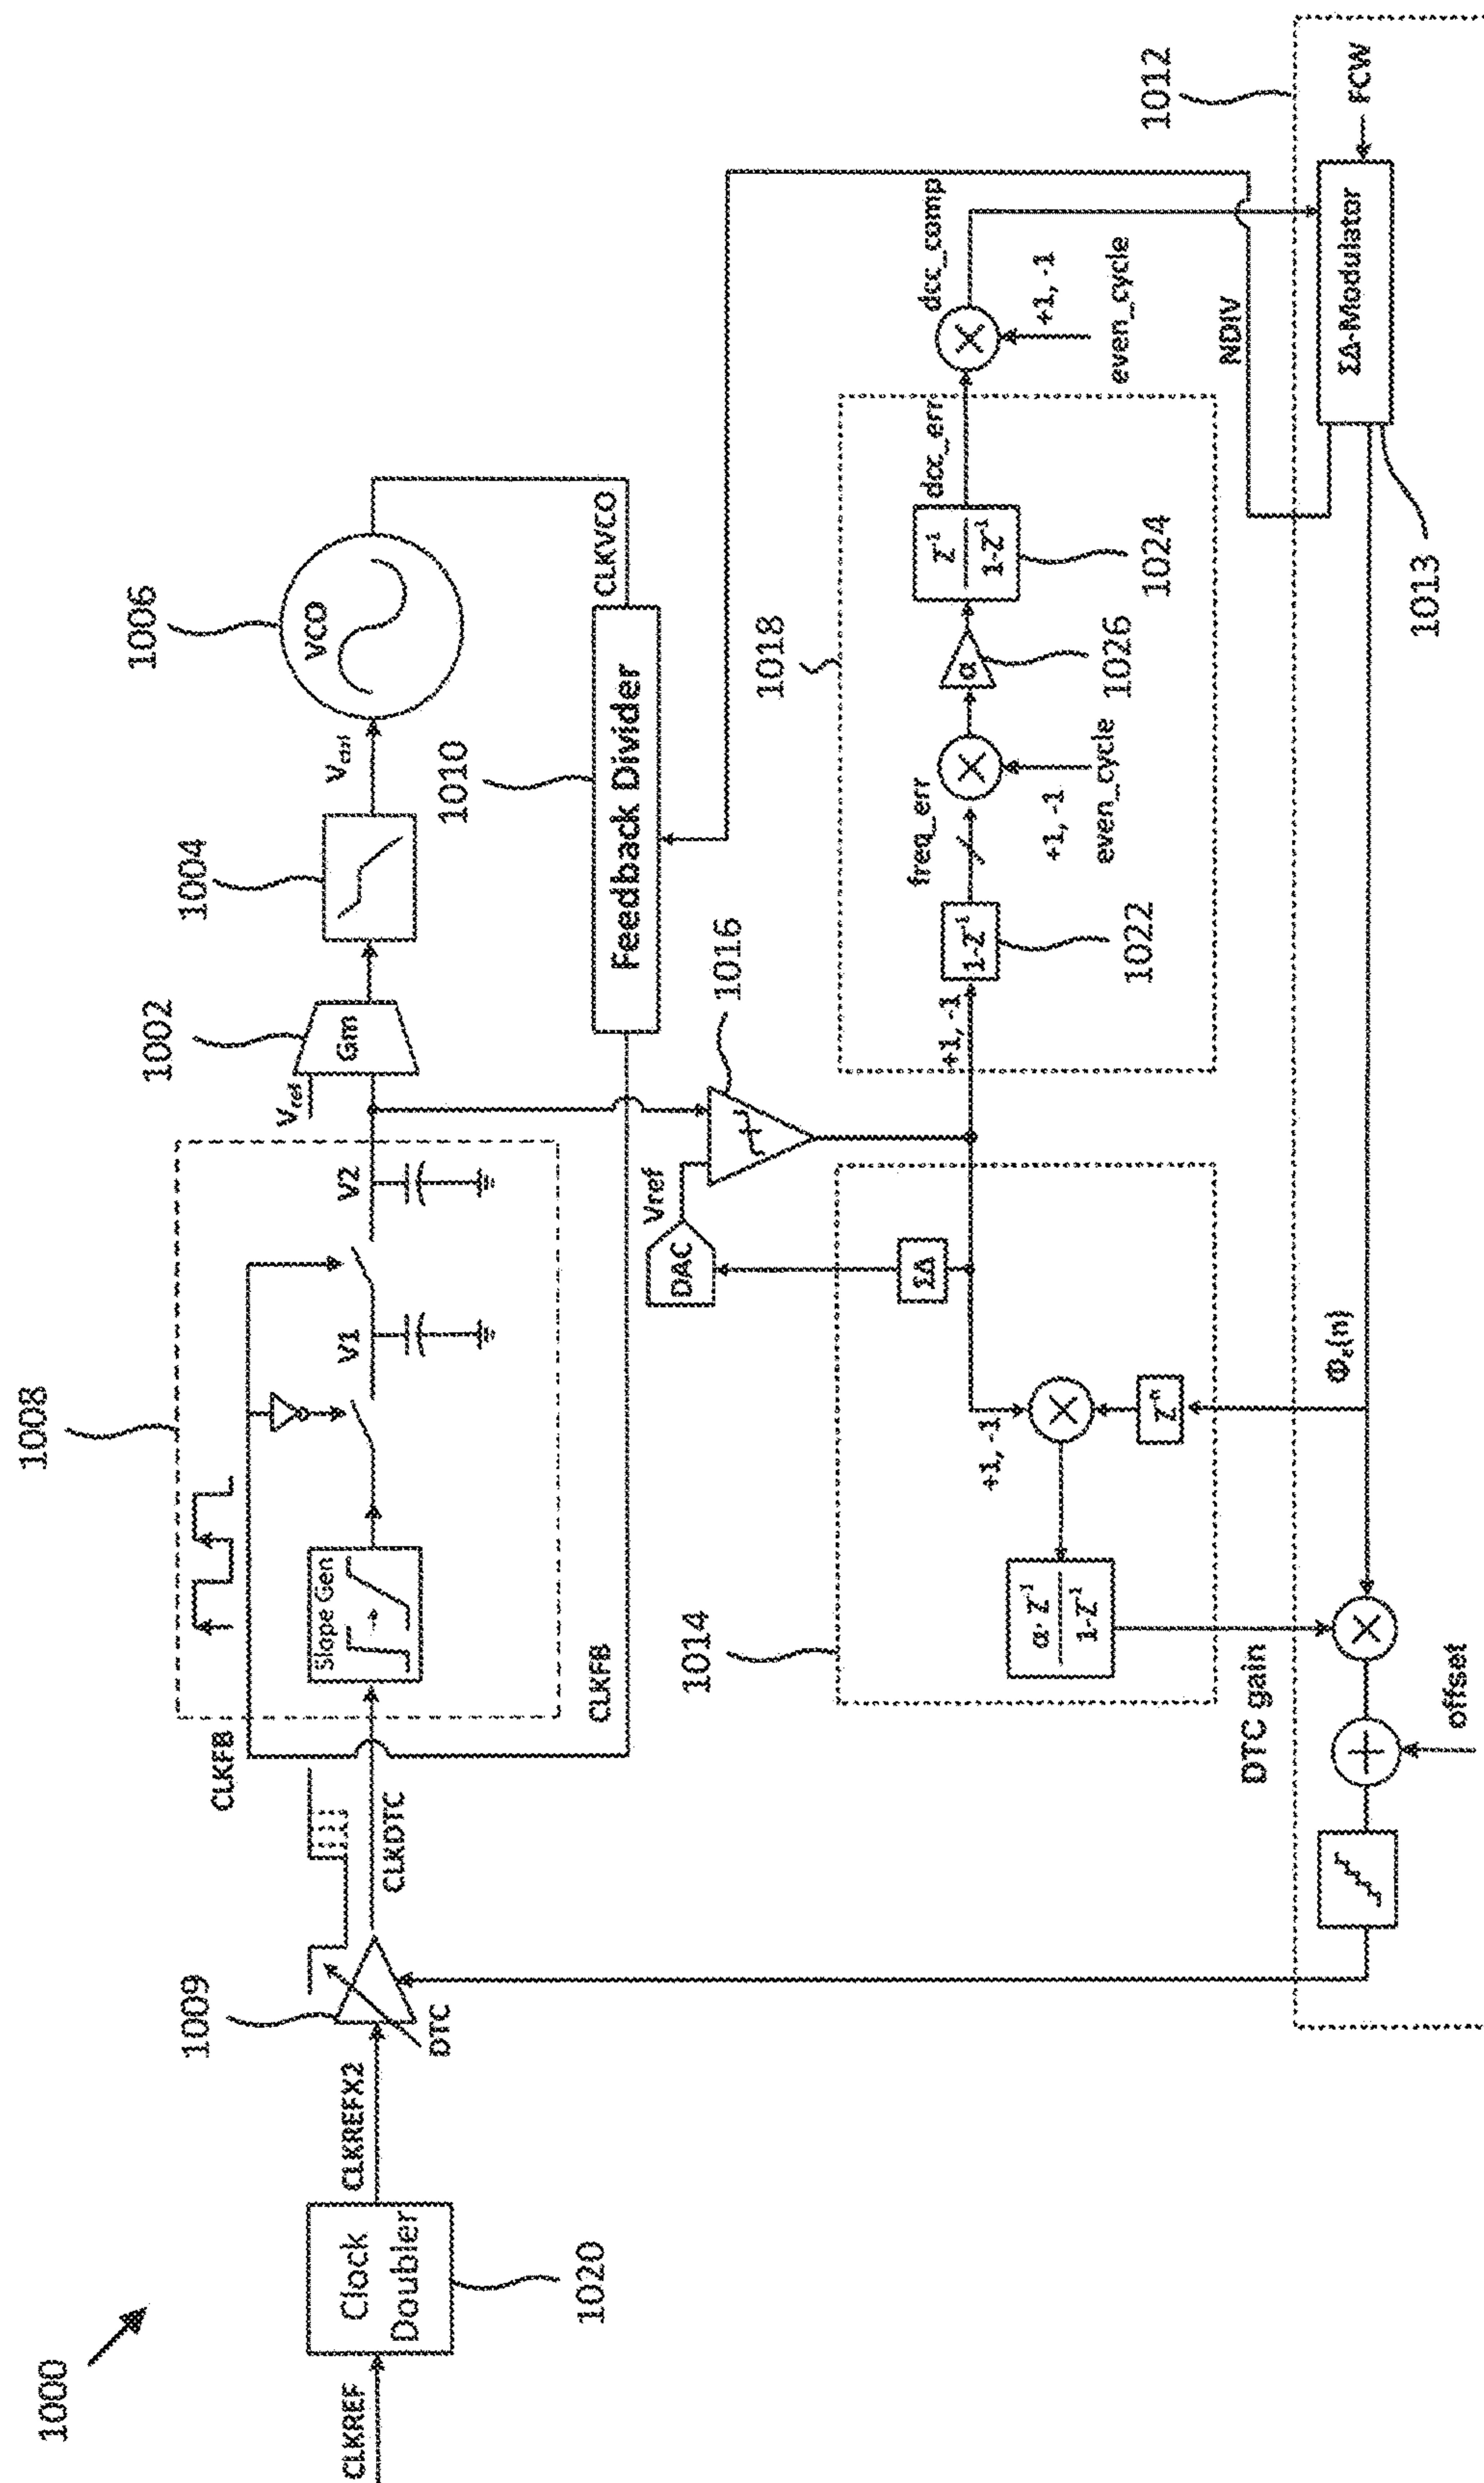 1000
CLKREF
Clock
Doubler
1020
CLKREFX2
1009
DTC
CLKDTC
CLKFB
1008
Slope Gen
V1
V2
CLKFB
Vref
Gm
1002
1004
Vctrl
1006
VCO
CLKVCO
1010
Feedback Divider
1016
Vref
DAC
1014
ΣΔ
+1, -1
Z⁻ᵐ
α·Z⁻¹
1-Z⁻¹
DTC gain
1018
+1, -1
1-Z⁻¹
1022
freq_err
+1, -1
even_cycle
α
1026
Z⁻¹
1-Z⁻¹
1024
dcc_err
dcc_comp
+1, -1
even_cycle
NDIV
1012
FCW
ΣΔ-Modulator
1013
Φε(n)
offset